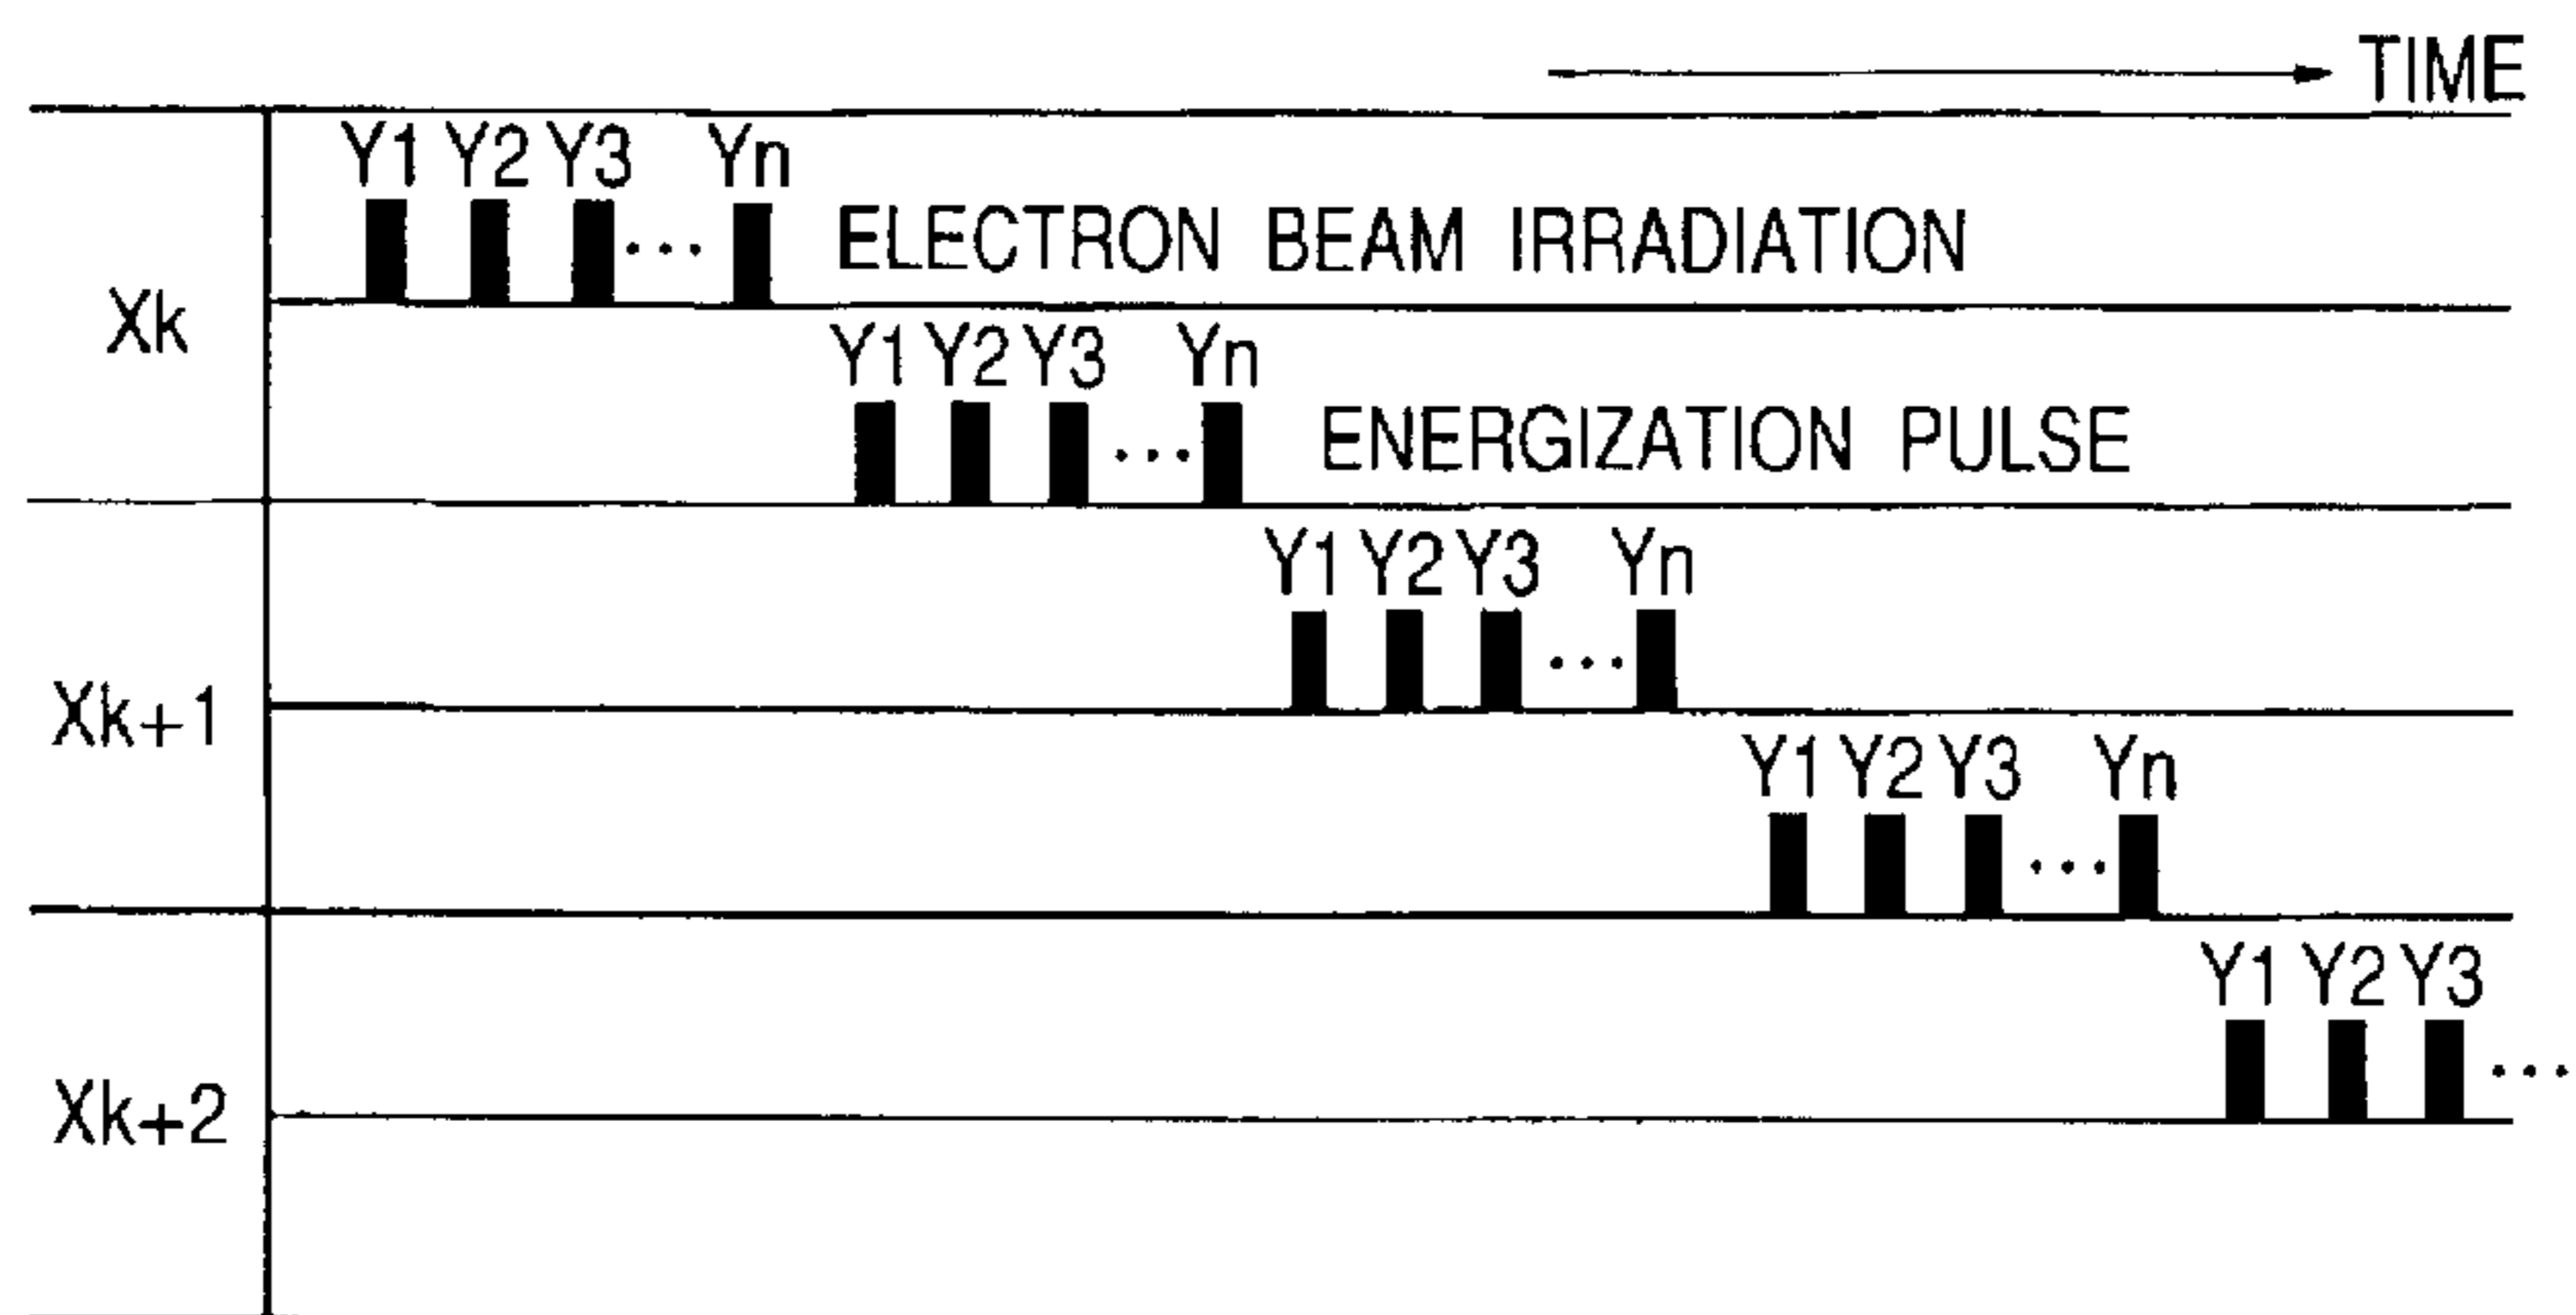 TIME
Y1 Y2 Y3 ... Yn
ELECTRON BEAM IRRADIATION
Xk
Y1 Y2 Y3 ... Yn
ENERGIZATION PULSE
Y1 Y2 Y3 ... Yn
Xk+1
Y1 Y2 Y3 ... Yn
Y1 Y2 Y3 ...
Xk+2